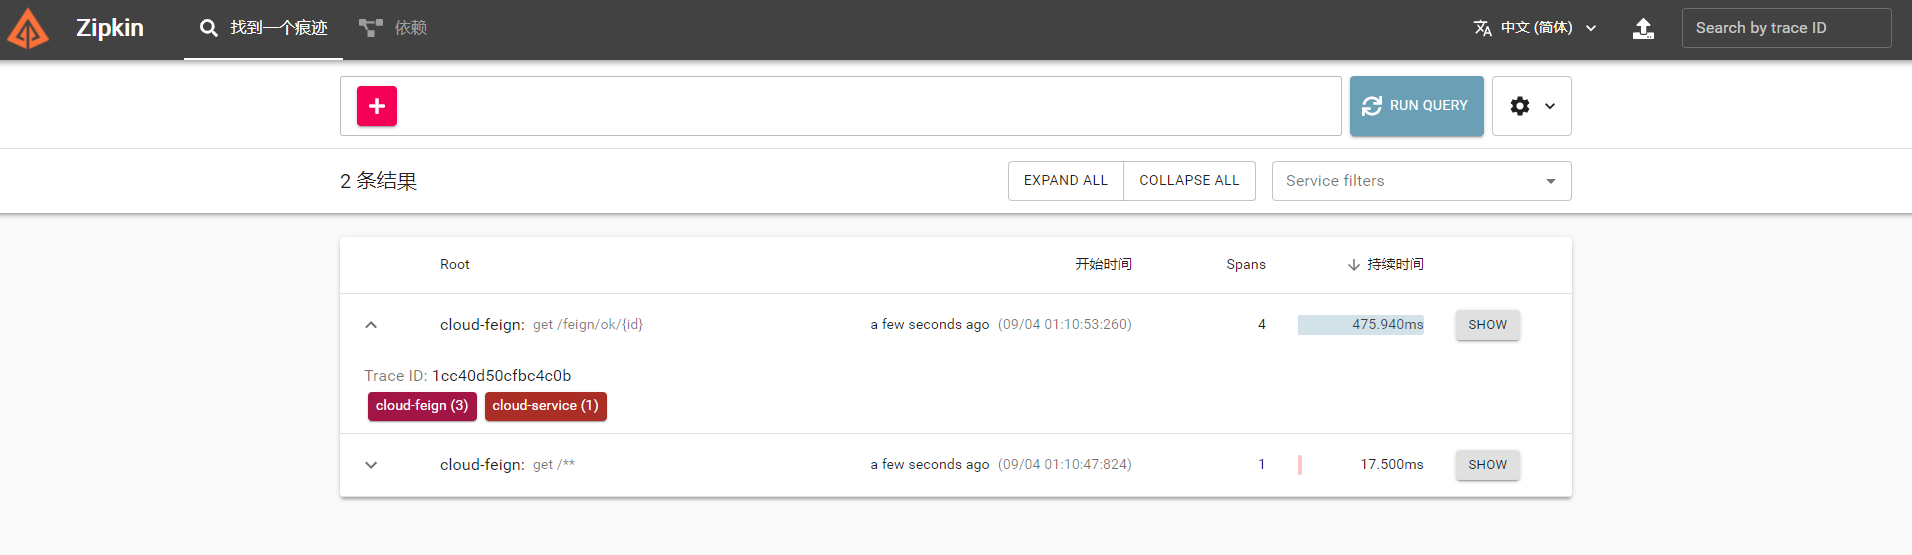 Zipkin 找到一个痕迹 依赖 中文 (简体) Search by trace ID
RUN QUERY
2 条结果 EXPAND ALL COLLAPSE ALL Service filters
Root 开始时间 Spans 持续时间
cloud-feign: get /feign/ok/{id} a few seconds ago (09/04 01:10:53:260) 4 475.940ms SHOW
Trace ID: 1cc40d50cfbc4c0b
cloud-feign (3) cloud-service (1)
cloud-feign: get /** a few seconds ago (09/04 01:10:47:824) 1 17.500ms SHOW